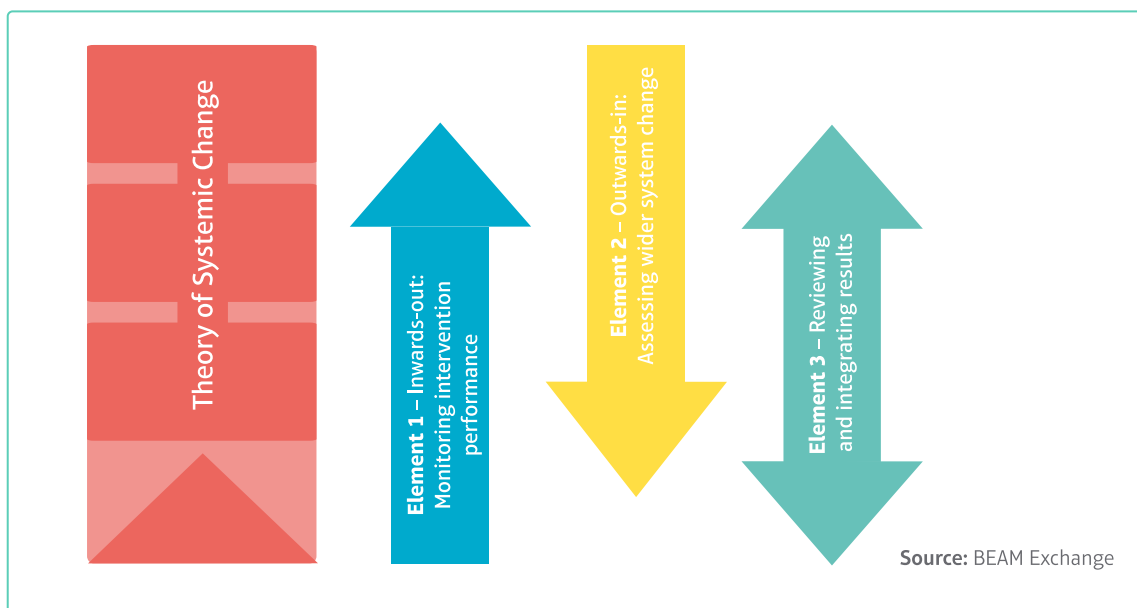 Theory of Systemic Change
Element 1 – Inwards-out:
Monitoring intervention
performance
Element 2 – Outwards-in:
Assessing wider system change
Element 3 – Reviewing
and integrating results
Source: BEAM Exchange